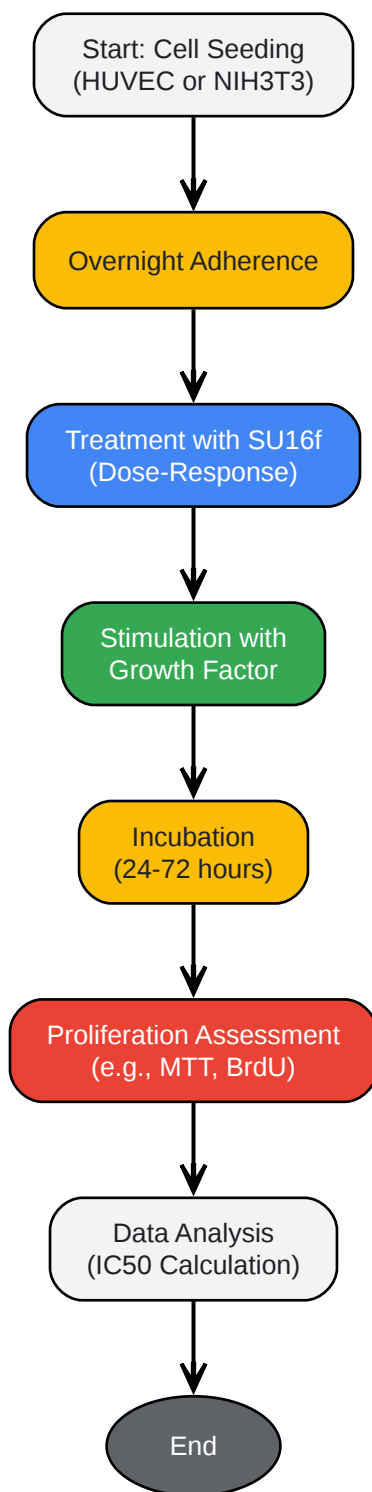 Start: Cell Seeding
(HUVEC or NIH3T3)
Overnight Adherence
Treatment with SU16f
(Dose-Response)
Stimulation with
Growth Factor
Incubation
(24-72 hours)
Proliferation Assessment
(e.g., MTT, BrdU)
Data Analysis
(IC50 Calculation)
End